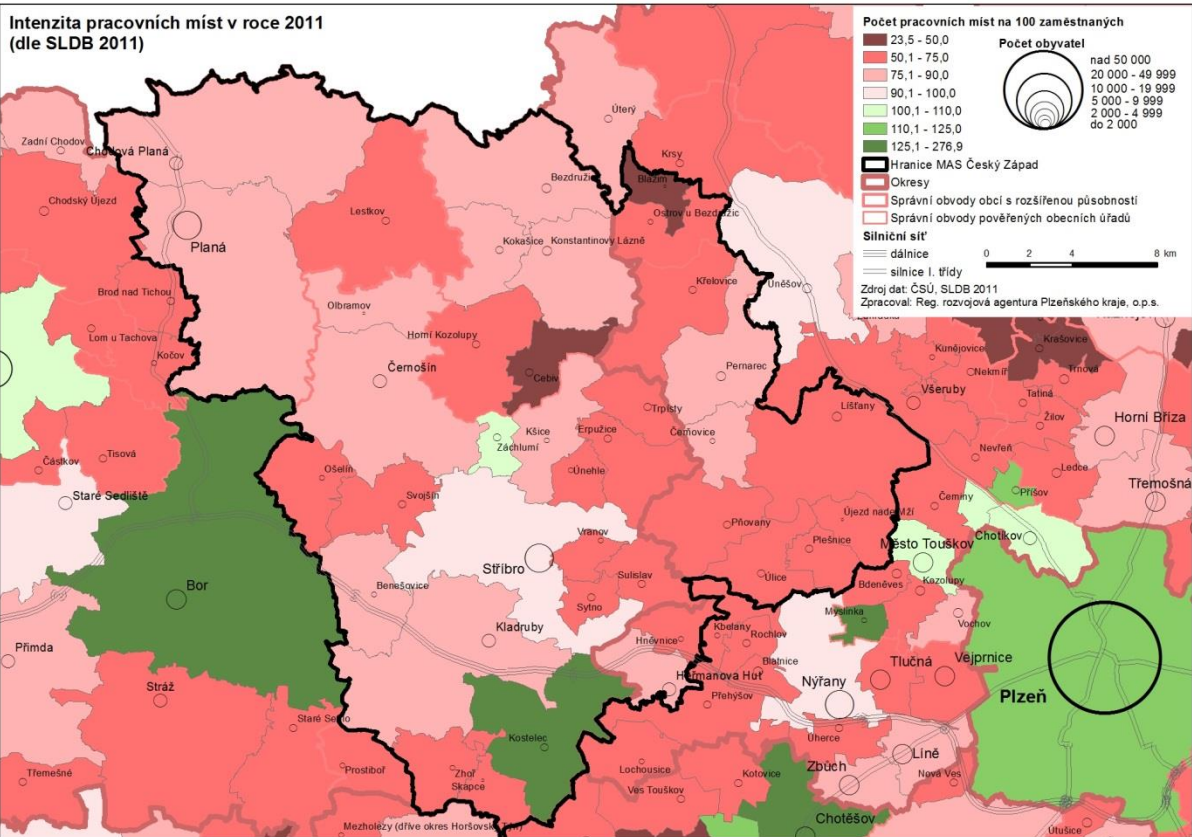 Intenzita pracovních míst v roce 2011
(dle SLDB 2011)
Počet pracovních míst na 100 zaměstnaných
23,5 - 50,0
50,1 - 75,0
75,1 - 90,0
90,1 - 100,0
100,1 - 110,0
110,1 - 125,0
125,1 - 276,9
Počet obyvatel
nad 50 000
20 000 - 49 999
10 000 - 19 999
5 000 - 9 999
2 000 - 4 999
do 2 000
Hranice MAS Český Západ
Okresy
Správní obvody obcí s rozšířenou působností
Správní obvody pověřených obecních úřadů
Silniční síť
dálnice
silnice I. třídy
0 2 4 8 km
Zdroj dat: ČSÚ, SLDB 2011
Zpracoval: Reg. rozvojová agentura Plzeňského kraje, o.p.s.
Úterý
Zadní Chodov
Chodová Planá
Krsy
Bezdružice
Blažim
Chodský Újezd
Lestkov
Ostrov u Bezdružic
Planá
Kokašice
Konstantinovy Lázně
Křelovice
Úněšov
Brod nad Tichou
Olbramov
Lom u Tachova
Horní Kozolupy
Kunějovice
Krašovice
Kočov
Černošín
Cebiv
Pernarec
Nekmíř
Trnová
Všeruby
Tatiná
Trpísty
Líšťany
Žilov
Horní Bříza
Kšice
Erpužice
Čerňovice
Záchlumí
Nevřeň
Částkov
Tisová
Ošelín
Únehle
Ledce
Třemošná
Staré Sedliště
Svojšín
Čeminy
Příšov
Újezd nade Mží
Pňovany
Vranov
Plešnice
Město Touškov
Chotíkov
Stříbro
Bor
Benešovice
Sulislav
Úlice
Bdeněves
Kozolupy
Sytno
Myslinka
Vochov
Kladruby
Hněvnice
Kbelany
Rochlov
Přimda
Blatnice
Tlučná
Vejprnice
Heřmanova Huť
Nýřany
Plzeň
Stráž
Přehýšov
Staré Sedlo
Úherce
Kostelec
Líně
Prostiboř
Zhoř
Lochousice
Zbůch
Třemešné
Skapce
Kotovice
Nová Ves
Ves Touškov
Chotěšov
Útušice
Mezholezy (dříve okres Horšovský Týn)